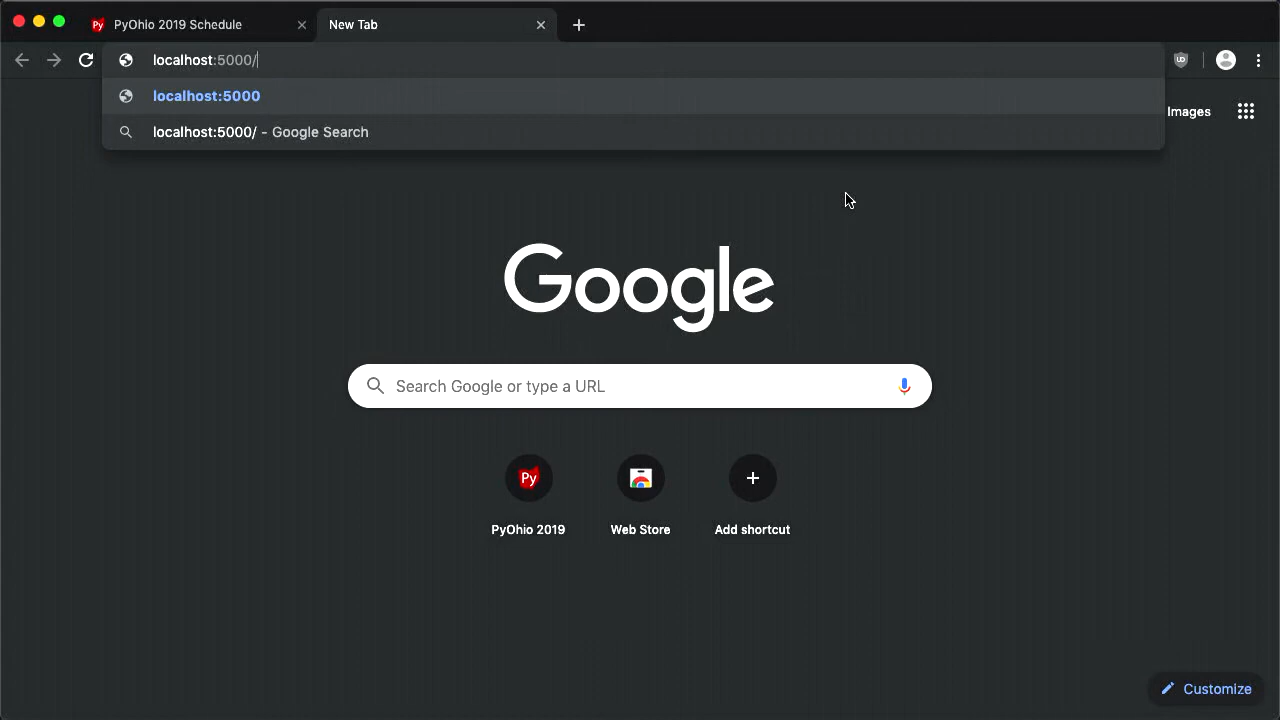 PyOhio 2019 Schedule
New Tab
localhost:5000/
localhost:5000
localhost:5000/ - Google Search
Images
Google
Search Google or type a URL
Py
PyOhio 2019
Web Store
Add shortcut
Customize